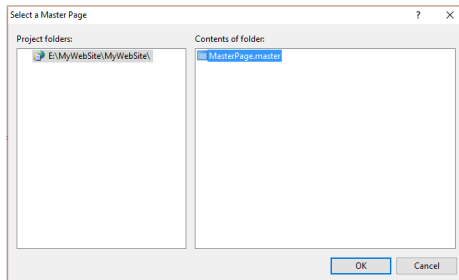 Select a Master Page
? X
Project folders:
Contents of folder:
E:\MyWebSite\MyWebSite\
MasterPage.master
OK
Cancel